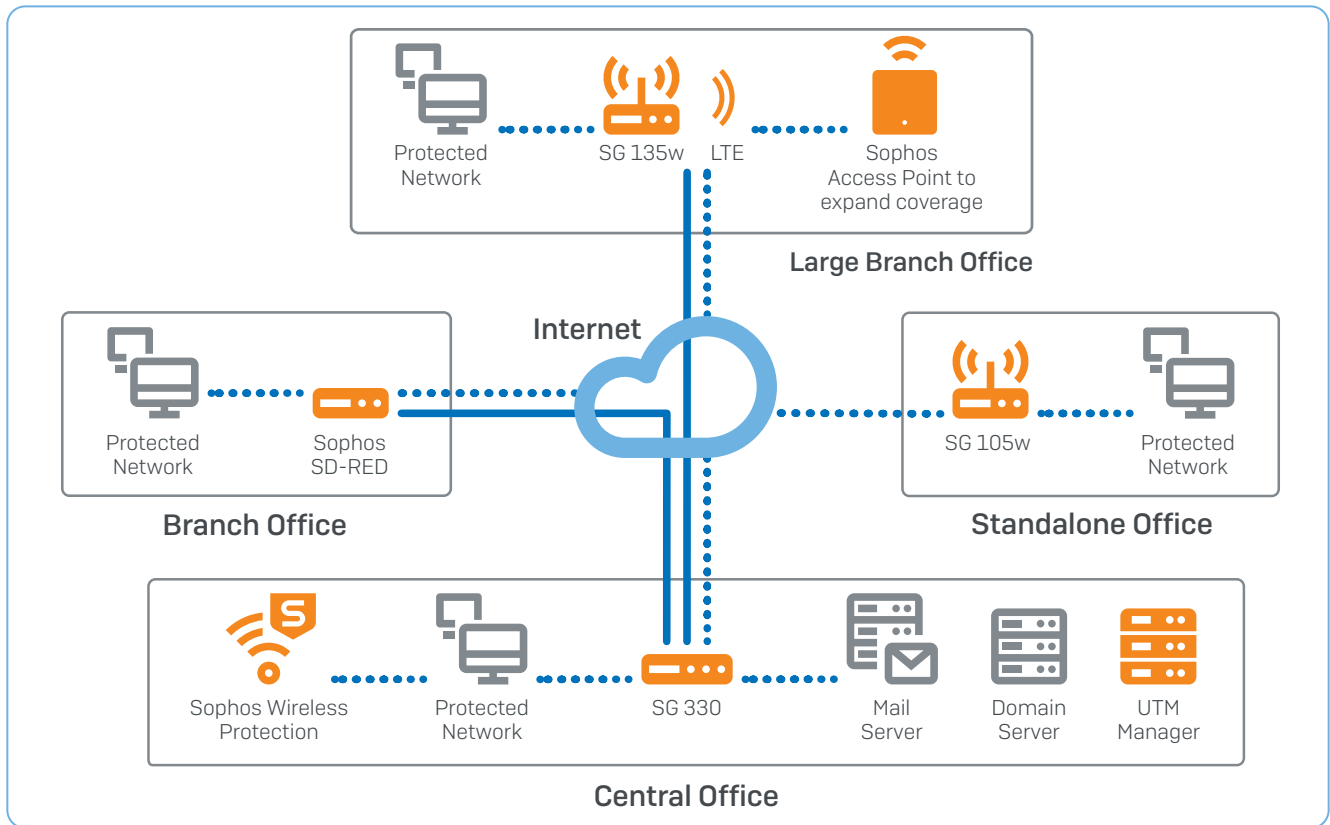 Protected
Network
SG 135w
LTE
Sophos
Access Point to
expand coverage
Large Branch Office
Internet
Protected
Network
Sophos
SD-RED
Branch Office
SG 105w
Protected
Network
Standalone Office
S
Sophos Wireless
Protection
Protected
Network
SG 330
Mail
Server
Domain
Server
UTM
Manager
Central Office